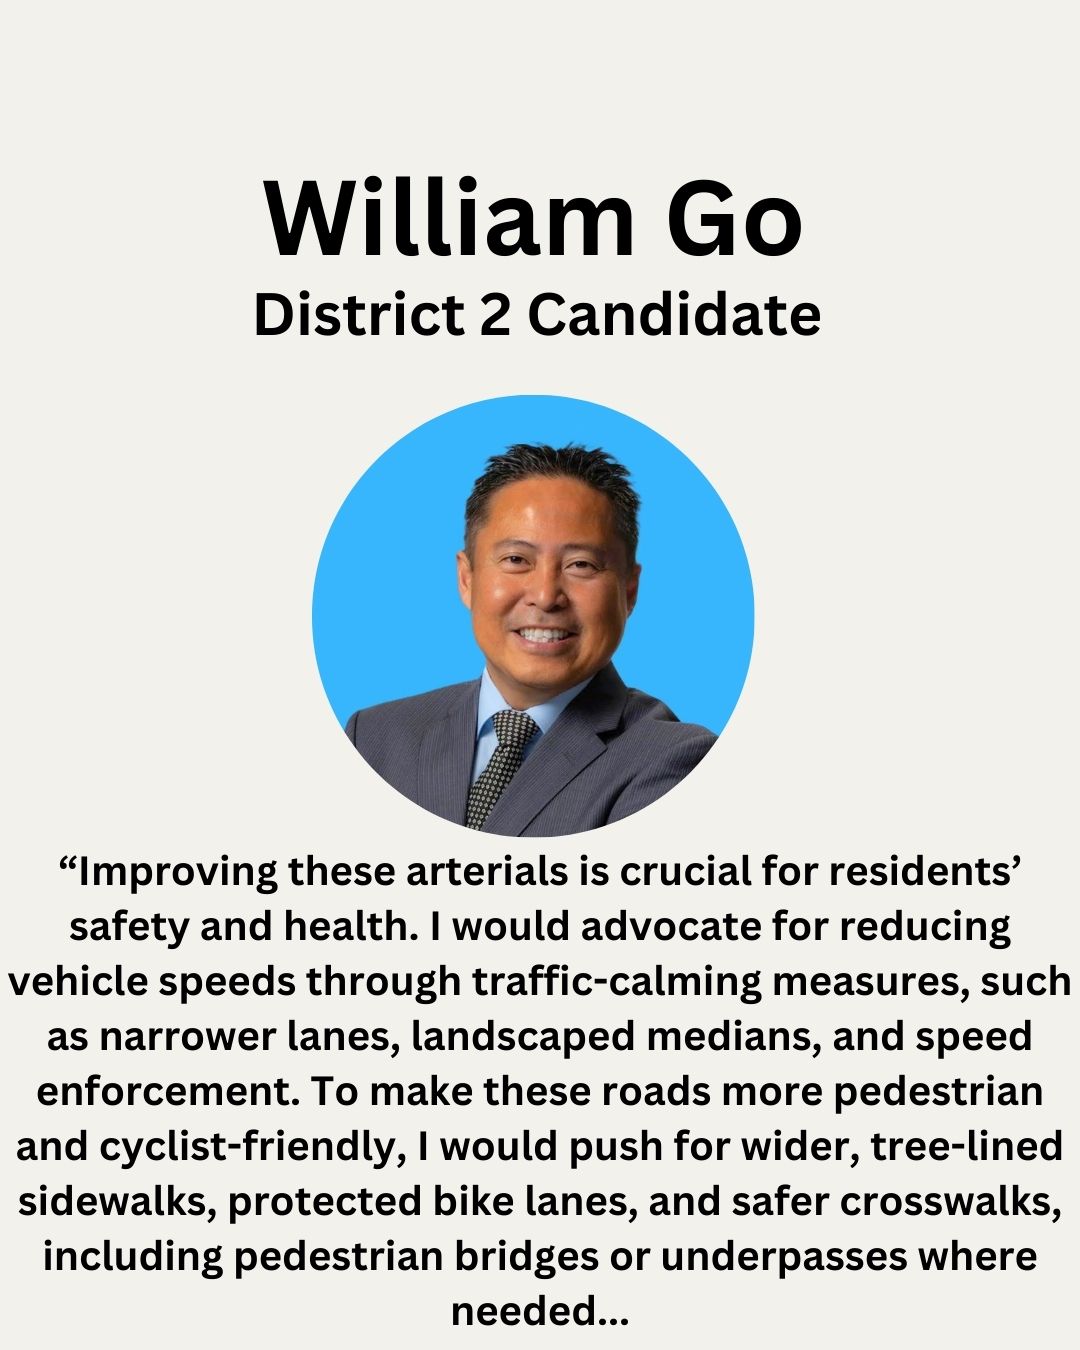 William Go
District 2 Candidate
“Improving these arterials is crucial for residents’
safety and health. I would advocate for reducing
vehicle speeds through traffic-calming measures, such
as narrower lanes, landscaped medians, and speed
enforcement. To make these roads more pedestrian
and cyclist-friendly, I would push for wider, tree-lined
sidewalks, protected bike lanes, and safer crosswalks,
including pedestrian bridges or underpasses where
needed...